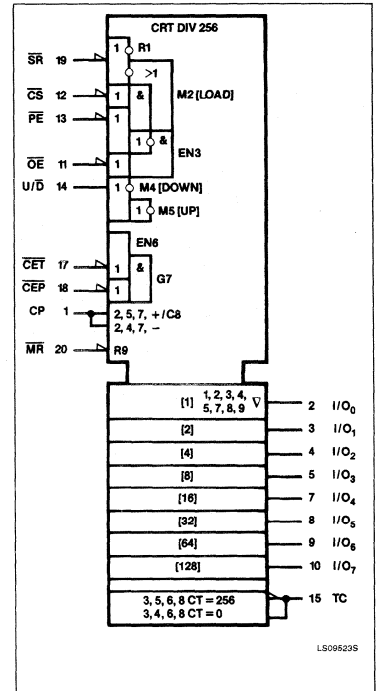 CRT DIV 256
SR 19 1 R1
>1
CS 12 1 & M2 [LOAD]
PE 13 1
1 &
EN3
OE 11 1
U/D 14 1 M4 [DOWN]
1 M5 [UP]
EN6
CET 17 1 & G7
CEP 18 1
CP 1 2, 5, 7, +/C8
2, 4, 7, −
MR 20 R9
[1] 1, 2, 3, 4, 5, 7, 8, 9 ∇ 2 I/O0
[2] 3 I/O1
[4] 4 I/O2
[8] 5 I/O3
[16] 7 I/O4
[32] 8 I/O5
[64] 9 I/O6
[128] 10 I/O7
3, 5, 6, 8 CT = 256 15 TC
3, 4, 6, 8 CT = 0
LS09523S